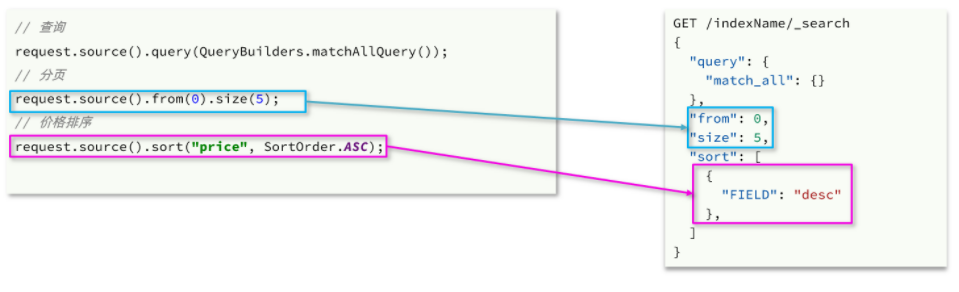 // 查询
request.source().query(QueryBuilders.matchAllQuery());
// 分页
request.source().from(0).size(5);
// 价格排序
request.source().sort("price", SortOrder.ASC);
GET /indexName/_search
{
  "query": {
    "match_all": {}
  },
  "from": 0,
  "size": 5,
  "sort": [
    {
      "FIELD": "desc"
    },
  ]
}